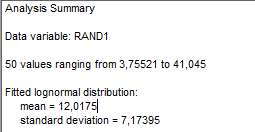 Analysis Summary
Data variable: RAND1
50 values ranging from 3,75521 to 41,045
Fitted lognormal distribution:
mean = 12,0175
standard deviation = 7,17395